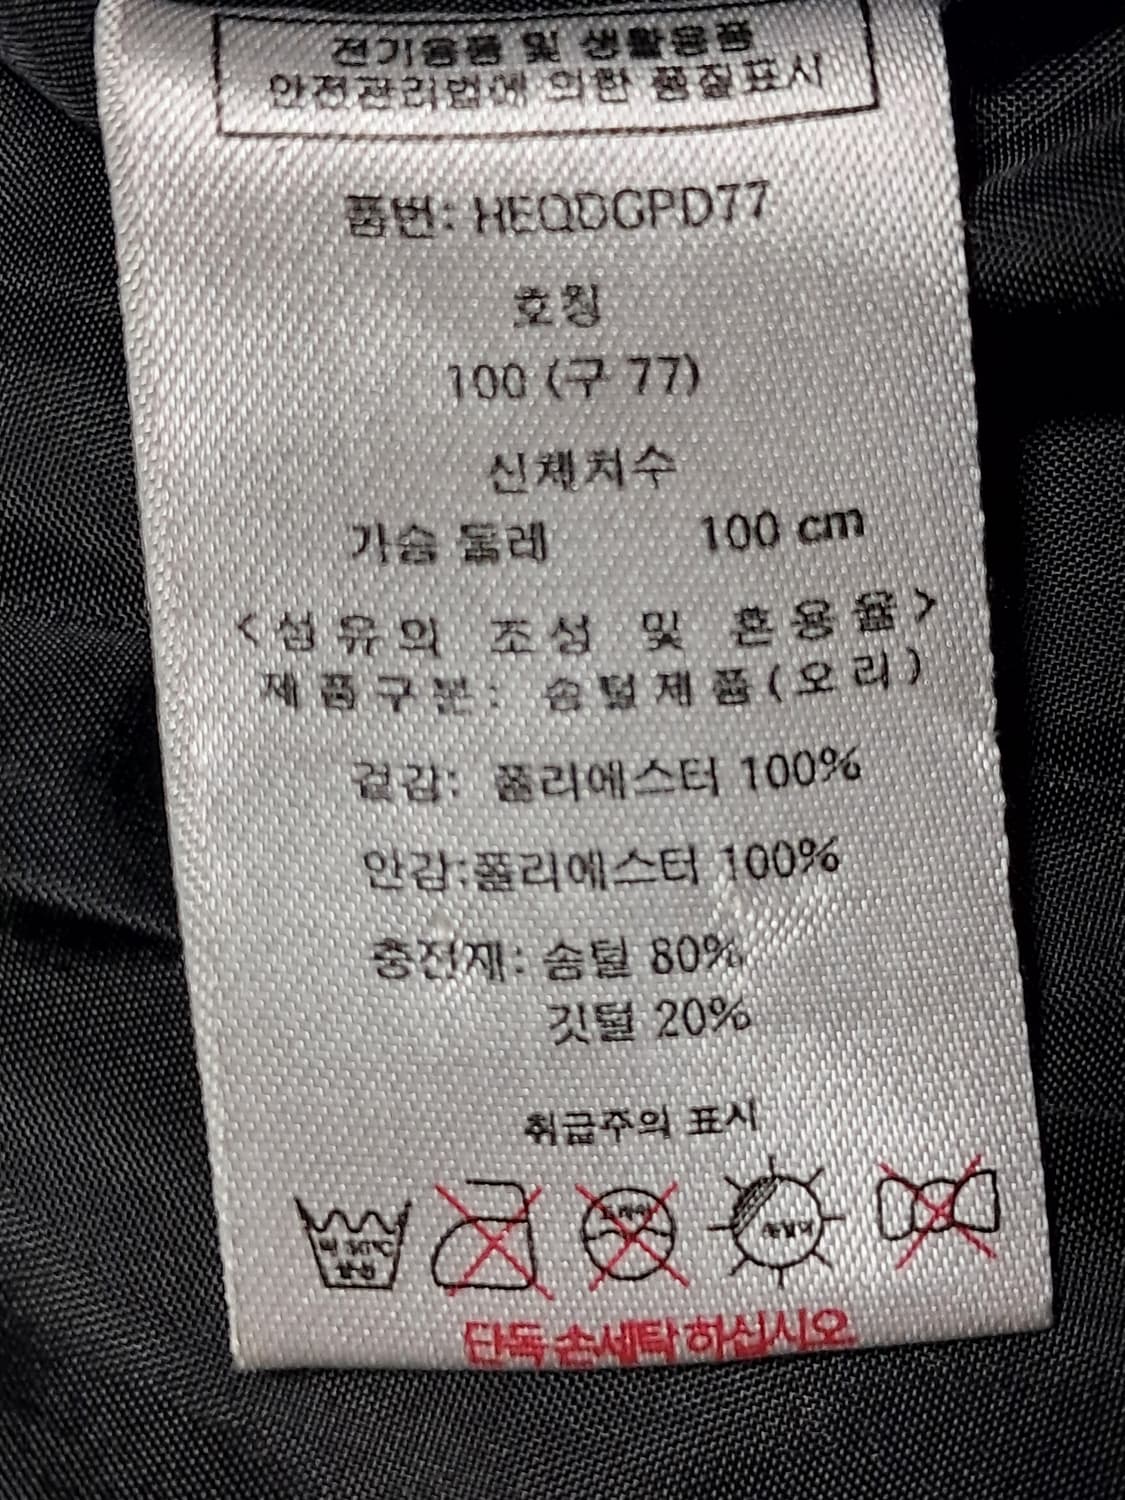 전기용품 및 생활용품
안전관리법에 의한 품질표시
품번: HEQDGPD77
호칭
100 (구 77)
신체치수
가슴 둘레 100 cm
<섬유의 조성 및 혼용율>
제품구분: 솜털제품(오리)
겉감: 폴리에스터 100%
안감:폴리에스터 100%
충전재: 솜털 80%
깃털 20%
취급주의 표시
단독손세탁하십시오